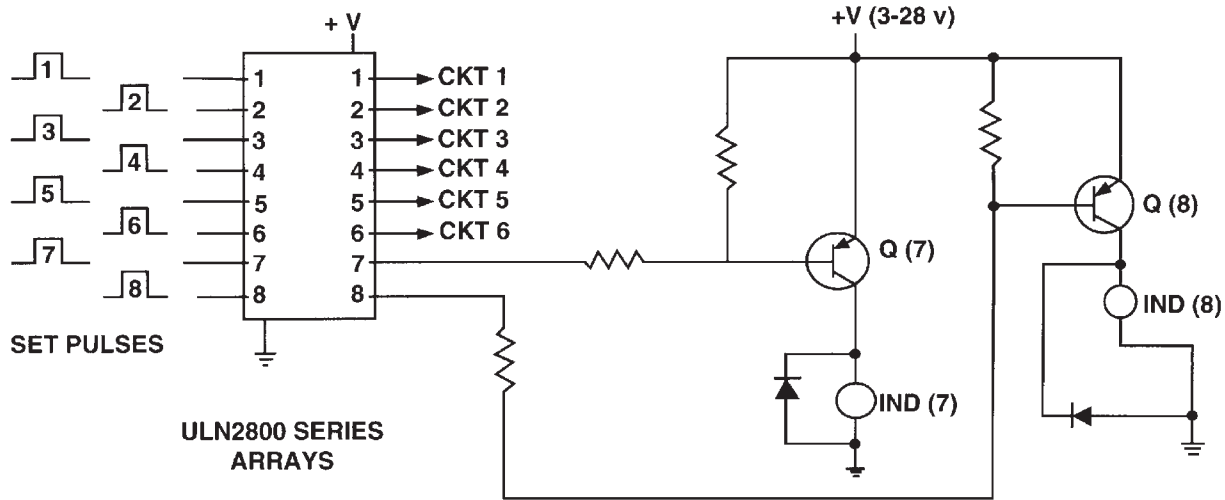 + V
+V (3-28 v)
1
2
3
4
5
6
7
8
SET PULSES
1
2
3
4
5
6
7
8
1
2
3
4
5
6
7
8
CKT 1
CKT 2
CKT 3
CKT 4
CKT 5
CKT 6
ULN2800 SERIES
ARRAYS
Q (7)
IND (7)
Q (8)
IND (8)